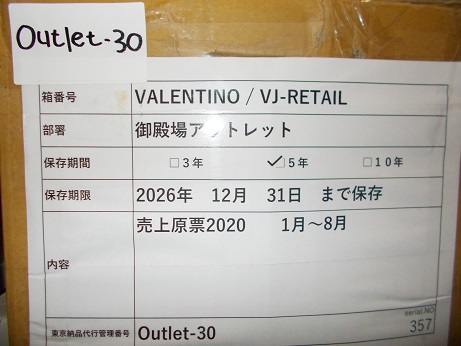 Outlet-30
箱番号 VALENTINO / VJ-RETAIL
部署 御殿場アウトレット
保存期間 □3年 ☑5年 □10年
保存期限 2026年 12月 31日 まで保存
内容 売上原票2020 1月～8月
serial.NO
東京納品代行管理番号 Outlet-30 357